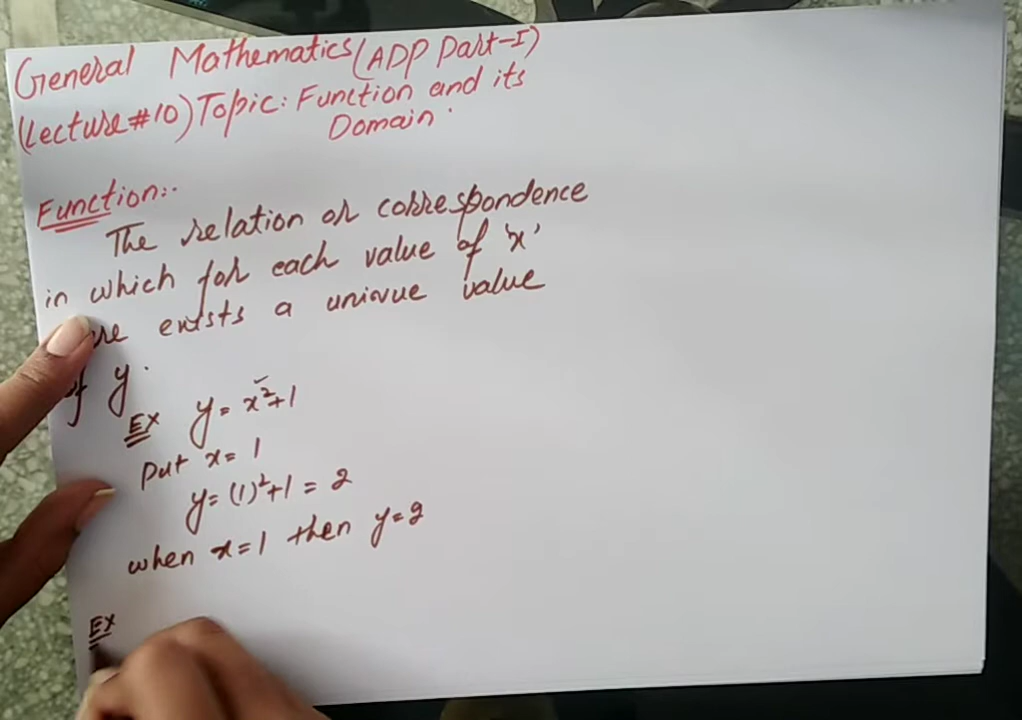 General Mathematics (ADP Part-I)
(Lecture#10) Topic: Function and its
Domain.
Function:.
The relation or correspondence
in which for each value of 'x'
exists a unique value
y.
Ex y = x²+1
Put x = 1
y = (1)²+1 = 2
when x = 1 then y = 2
Ex